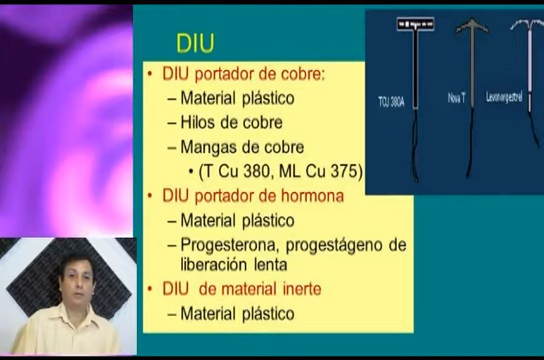 DIU
• DIU portador de cobre:
– Material plástico
– Hilos de cobre
– Mangas de cobre
• (T Cu 380, ML Cu 375)
• DIU portador de hormona
– Material plástico
– Progesterona, progestágeno de
liberación lenta
• DIU de material inerte
– Material plástico
TCU 380A
Nova T
Levonorgestrel